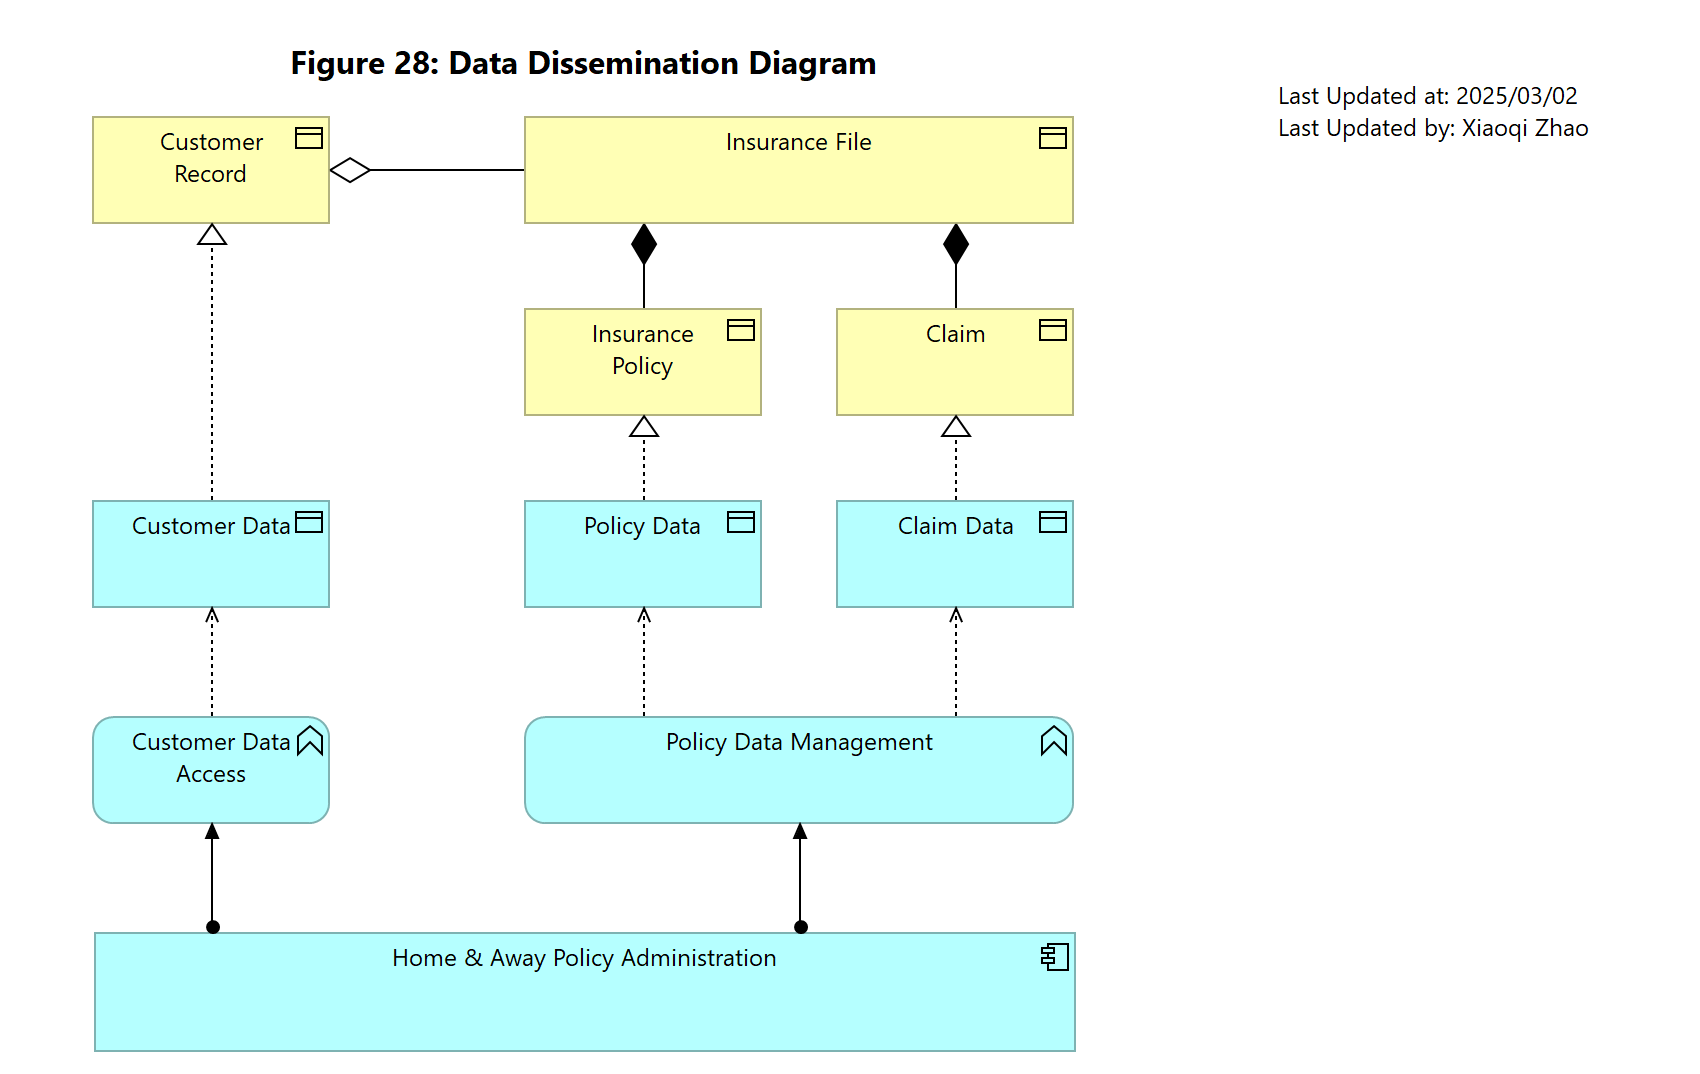 Figure 28: Data Dissemination Diagram
Last Updated at: 2025/03/02
Last Updated by: Xiaoqi Zhao
Customer
Record
Insurance File
Insurance
Policy
Claim
Customer Data
Policy Data
Claim Data
Customer Data
Access
Policy Data Management
Home & Away Policy Administration